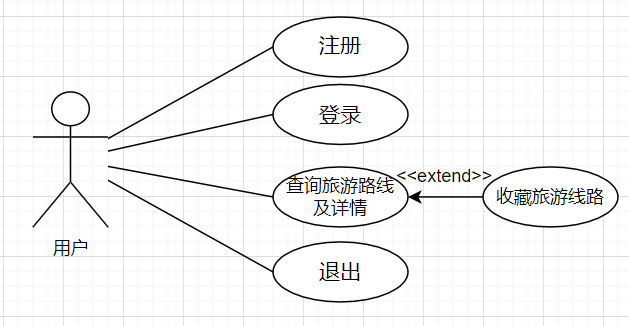 注册
登录
查询旅游路线
及详情
<<extend>>
收藏旅游线路
退出
用户